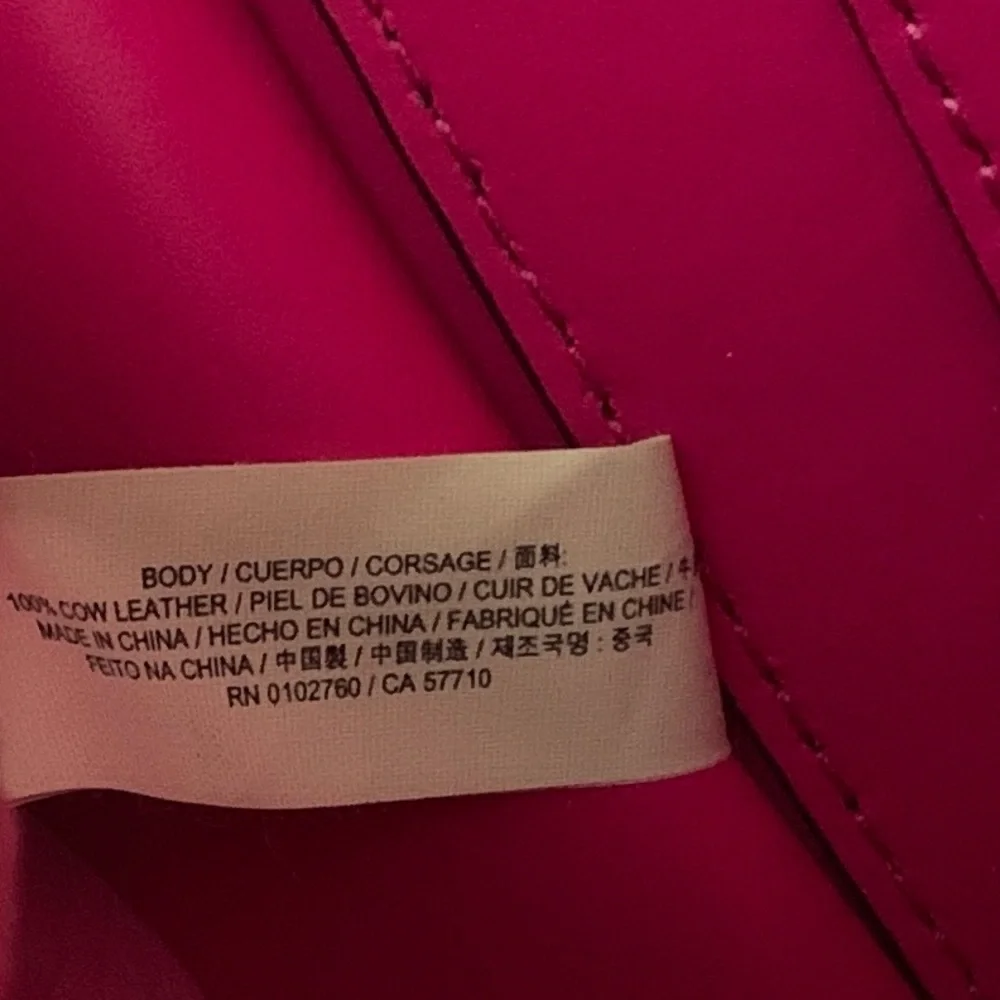 BODY / CUERPO / CORSAGE / 面料:
100% COW LEATHER / PIEL DE BOVINO / CUIR DE VACHE /
MADE IN CHINA / HECHO EN CHINA / FABRIQUÉ EN CHINE /
FEITO NA CHINA / 中国製 / 中国制造 / 제조국명 : 중국
RN 0102760 / CA 57710